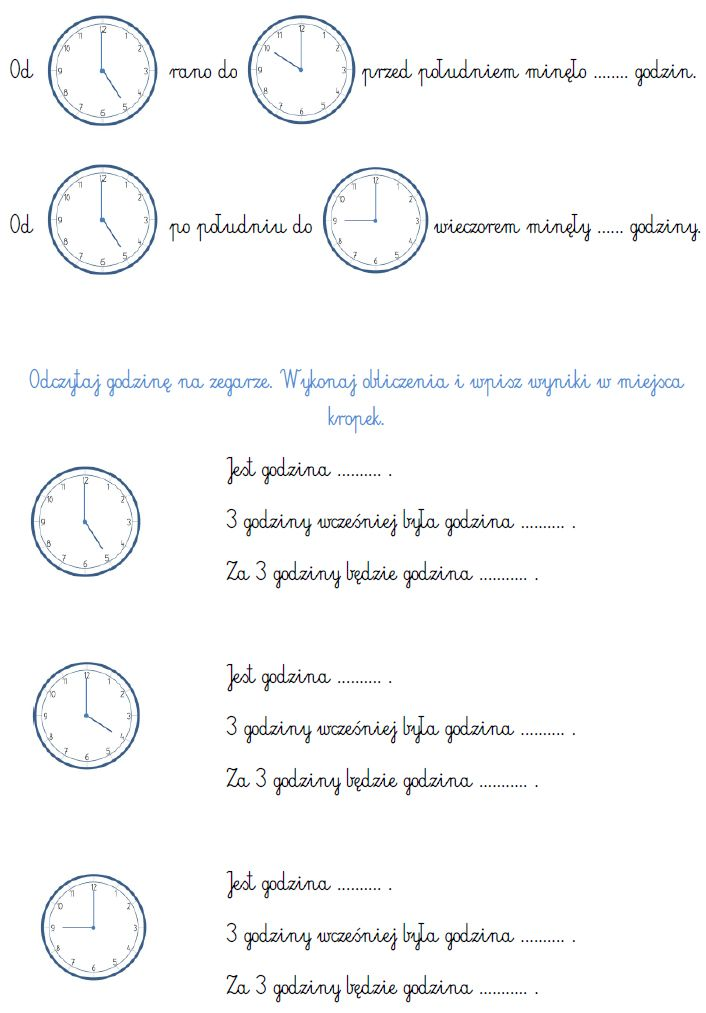 Od rano do przed południem minęło ........ godzin.
Od po południu do wieczorem minęły ...... godziny.
Odczytaj godzinę na zegarze. Wykonaj obliczenia i wpisz wyniki w miejsca
kropek.
Jest godzina .......... .
3 godziny wcześniej była godzina .......... .
Za 3 godziny będzie godzina ........... .
Jest godzina .......... .
3 godziny wcześniej była godzina .......... .
Za 3 godziny będzie godzina ........... .
Jest godzina .......... .
3 godziny wcześniej była godzina .......... .
Za 3 godziny będzie godzina ........... .